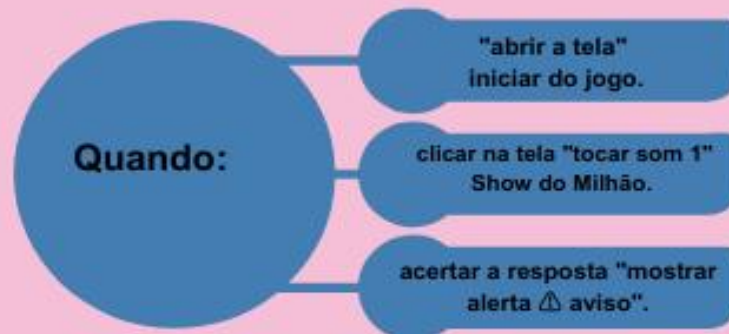 Quando:
"abrir a tela"
iniciar do jogo.
clicar na tela "tocar som 1"
Show do Milhão.
acertar a resposta "mostrar
alerta ⚠ aviso".